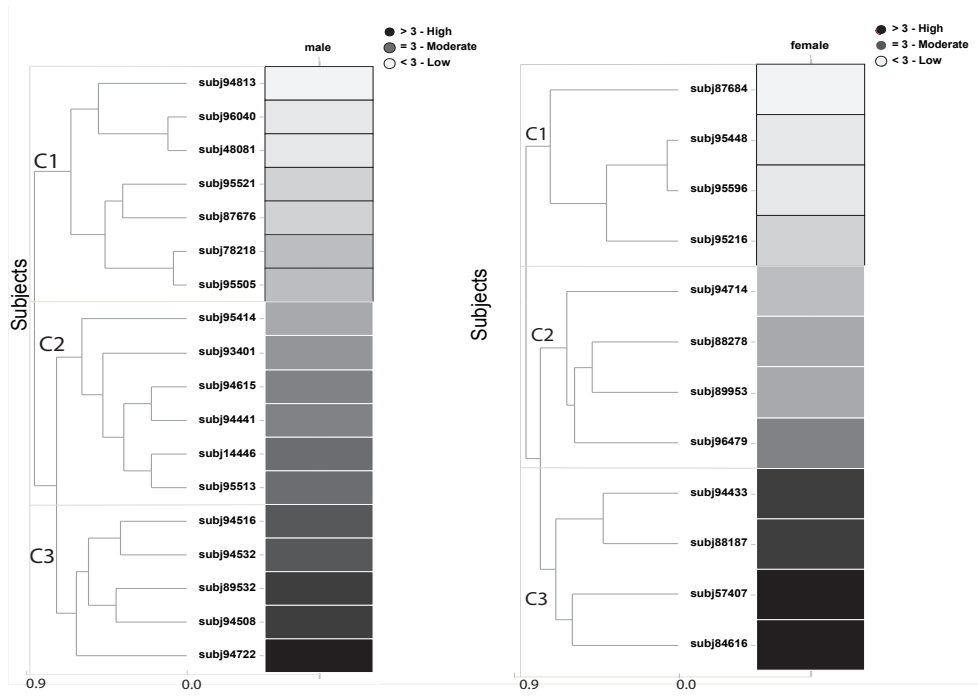 male
> 3 - High
= 3 - Moderate
< 3 - Low
Subjects
C1
C2
C3
subj94813
subj96040
subj48081
subj95521
subj87676
subj78218
subj95505
subj95414
subj93401
subj94615
subj94441
subj14446
subj95513
subj94516
subj94532
subj89532
subj94508
subj94722
0.9
0.0
female
> 3 - High
= 3 - Moderate
< 3 - Low
Subjects
C1
C2
C3
subj87684
subj95448
subj95596
subj95216
subj94714
subj88278
subj89953
subj96479
subj94433
subj88187
subj57407
subj84616
0.9
0.0